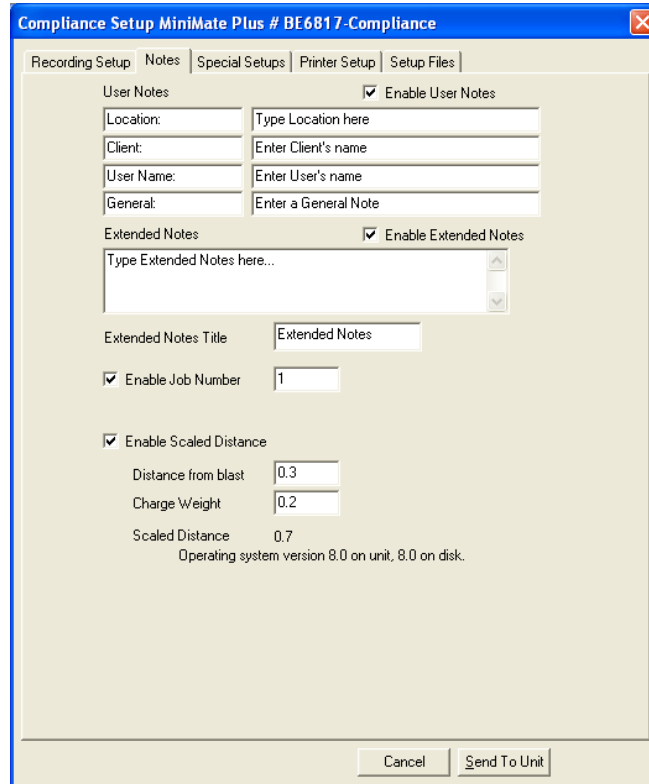 Compliance Setup MiniMate Plus # BE6817-Compliance
Recording Setup Notes Special Setups Printer Setup Setup Files
User Notes Enable User Notes
Location: Type Location here
Client: Enter Client's name
User Name: Enter User's name
General: Enter a General Note
Extended Notes Enable Extended Notes
Type Extended Notes here...
Extended Notes Title Extended Notes
Enable Job Number 1
Enable Scaled Distance
Distance from blast 0.3
Charge Weight 0.2
Scaled Distance 0.7
Operating system version 8.0 on unit, 8.0 on disk.
Cancel Send To Unit